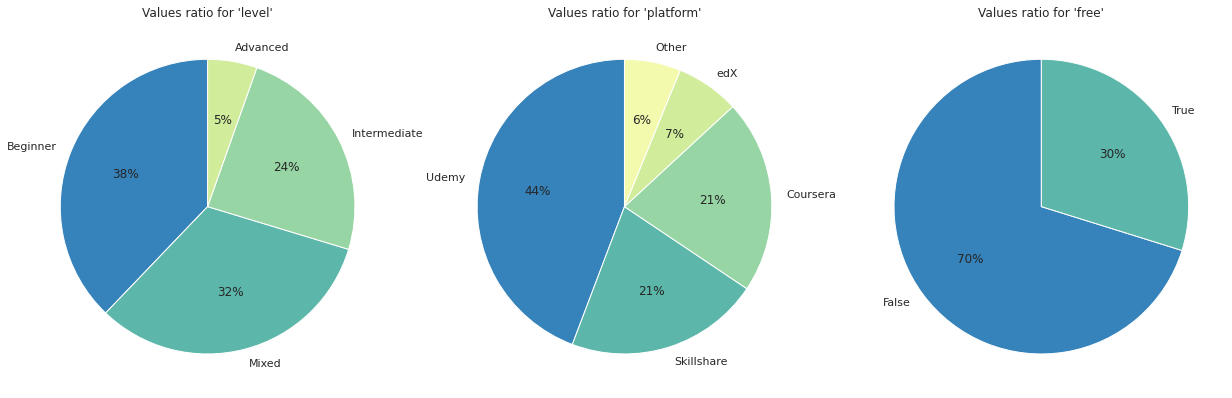 Values ratio for 'level'
Advanced
5%
Intermediate
24%
Beginner
38%
32%
Mixed
Values ratio for 'platform'
Other
edX
6%
7%
Udemy
44%
21%
Coursera
21%
Skillshare
Values ratio for 'free'
True
30%
70%
False